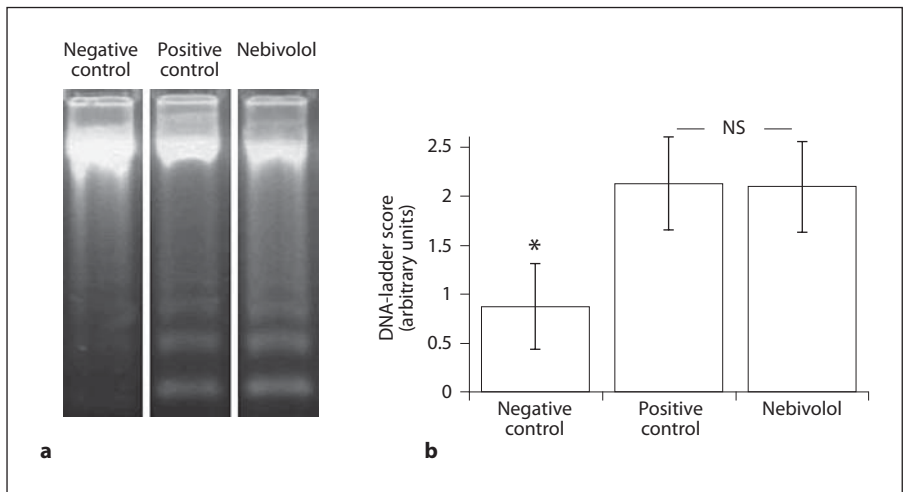 Negative control
Positive control
Nebivolol
a
DNA-ladder score
(arbitrary units)
2.5
2
1.5
1
0.5
0
*
NS
Negative control
Positive control
Nebivolol
b